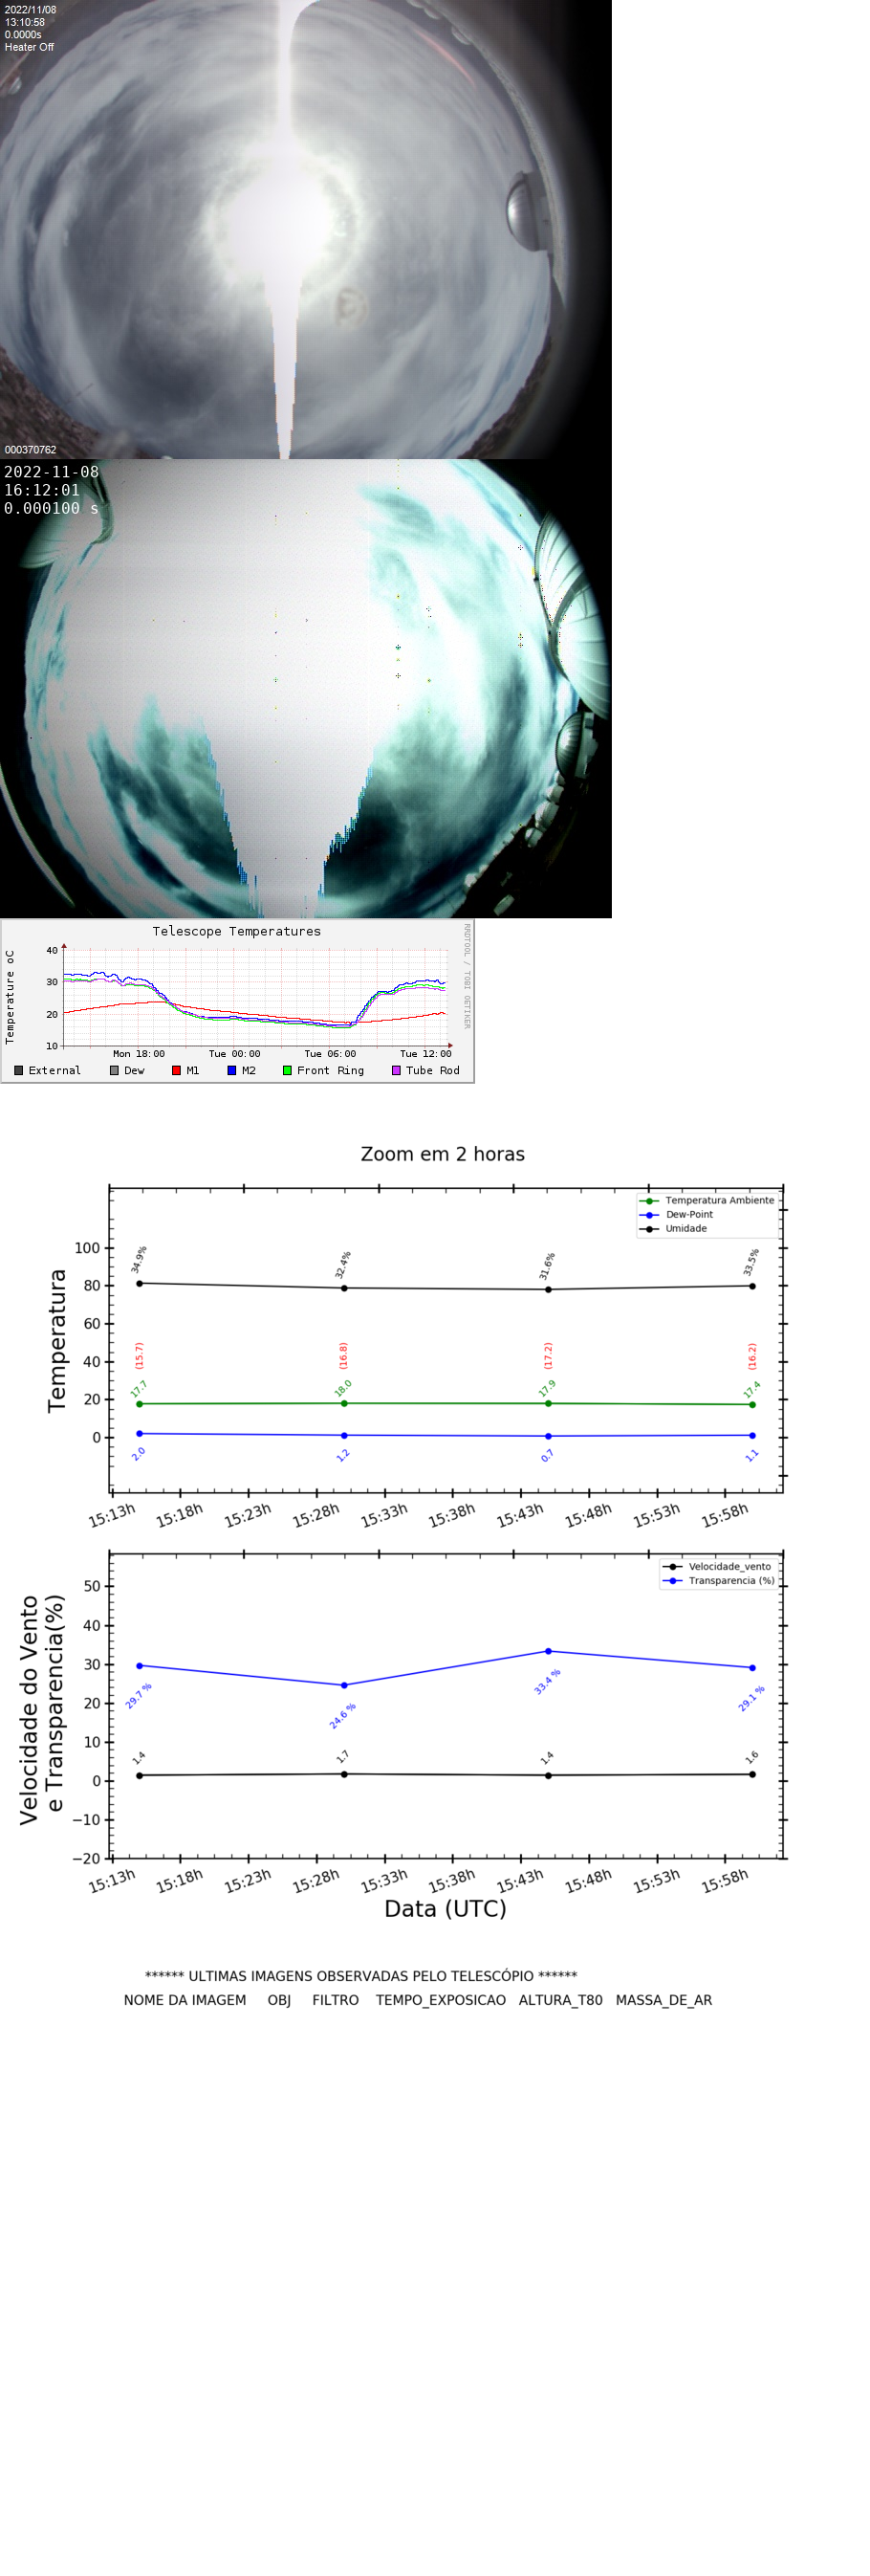 2022/11/08
13:10:58
0.0000s
Heater Off
000370762
2022-11-08
16:12:01
0.000100 s
Telescope Temperatures
RRDTOOL / TOBI OETIKER
Temperature oC
40
30
20
10
Mon 18:00 Tue 00:00 Tue 06:00 Tue 12:00
External Dew M1 M2 Front Ring Tube Rod
Zoom em 2 horas
Temperatura Ambiente
Dew-Point
Umidade
Temperatura
100
80
60
40
20
0
34.9% 32.4% 31.6% 33.5%
(15.7) (16.8) (17.2) (16.2)
17.7 18.0 17.9 17.4
2.0 1.2 0.7 1.1
15:13h 15:18h 15:23h 15:28h 15:33h 15:38h 15:43h 15:48h 15:53h 15:58h
Velocidade_vento
Transparencia (%)
Velocidade do Vento
e Transparencia(%)
50
40
30
20
10
0
−10
−20
29.7 % 24.6 % 33.4 % 29.1 %
1.4 1.7 1.4 1.6
15:13h 15:18h 15:23h 15:28h 15:33h 15:38h 15:43h 15:48h 15:53h 15:58h
Data (UTC)
****** ULTIMAS IMAGENS OBSERVADAS PELO TELESCÓPIO ******
NOME DA IMAGEM OBJ FILTRO TEMPO_EXPOSICAO ALTURA_T80 MASSA_DE_AR